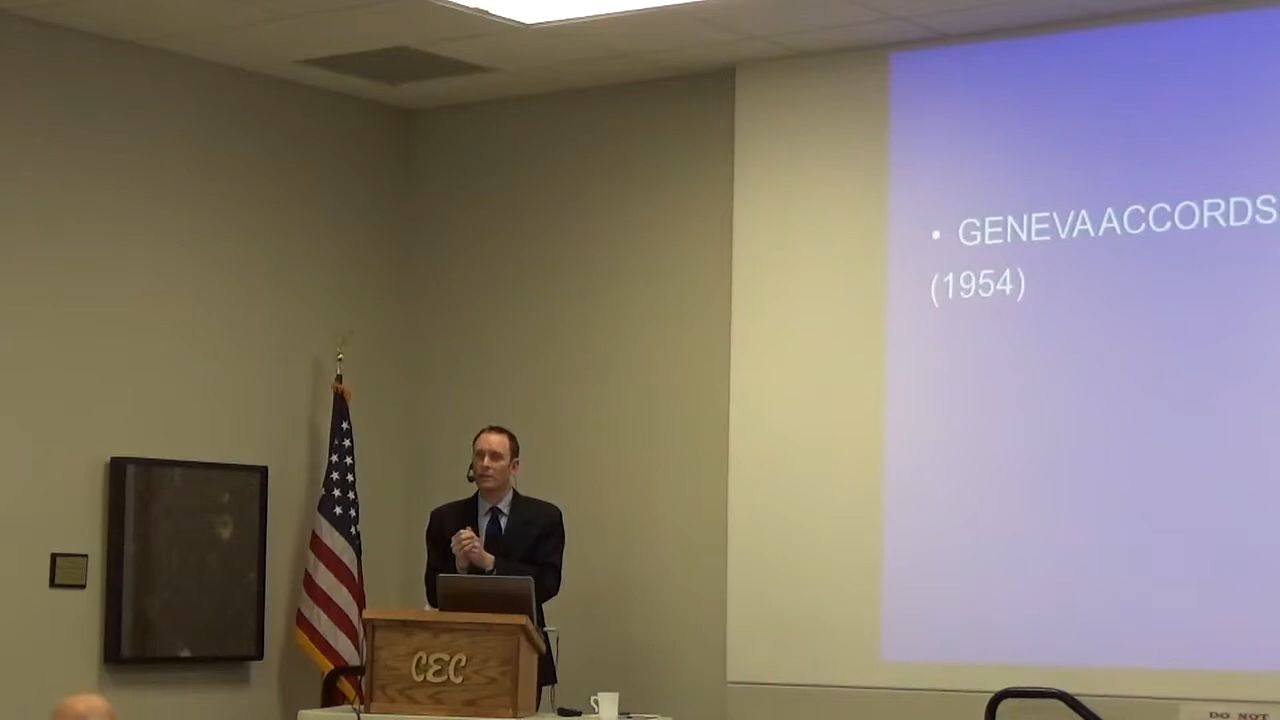 • GENEVA ACCORDS
(1954)
CEC
DO NOT